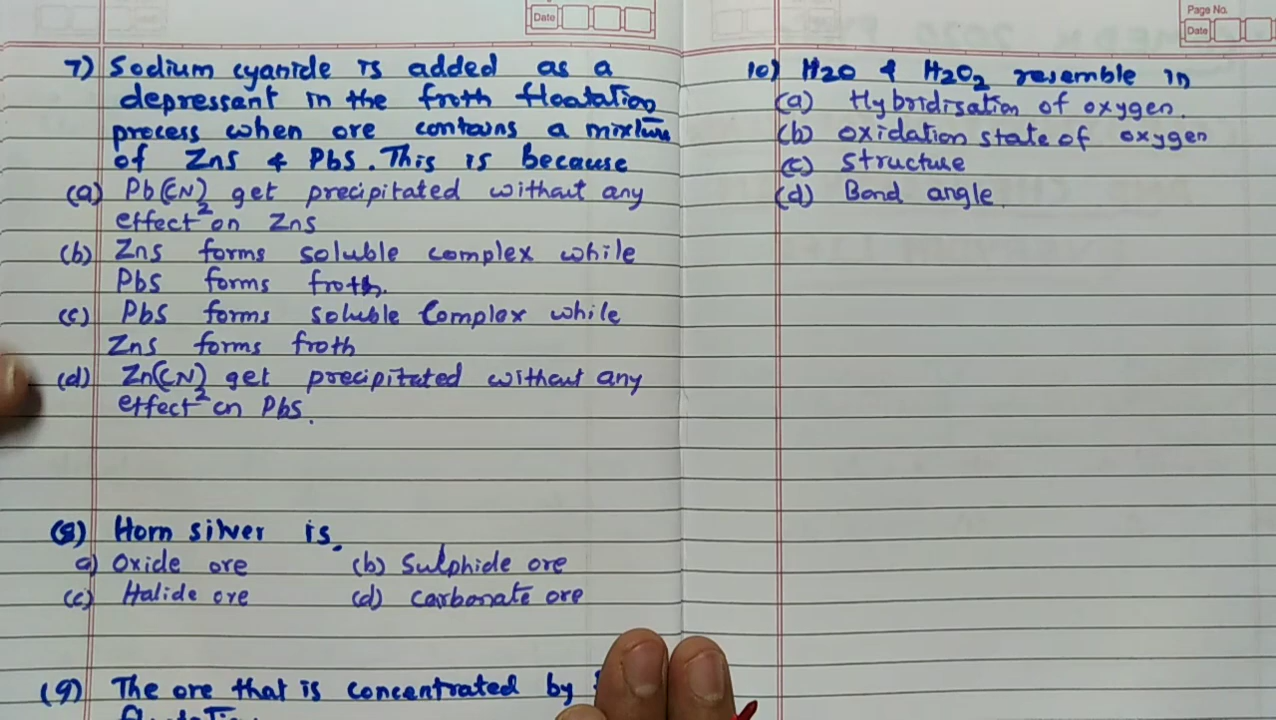 Date
7) Sodium cyanide is added as a
depressant in the froth floatation
process when ore contains a mixture
of ZnS & PbS. This is because
(a) Pb(CN)2 get precipitated without any
effect on ZnS
(b) ZnS forms soluble complex while
PbS forms froth.
(c) PbS forms soluble Complex while
ZnS forms froth
(d) Zn(CN)2 get precipitated without any
effect on PbS.
(8) Horn silver is.
a) Oxide ore (b) Sulphide ore
(c) Halide ore (d) Carbonate ore
(9) The ore that is concentrated by
Page No.
Date
10) H2O & H2O2 resemble in
(a) Hybridisation of oxygen.
(b) oxidation state of oxygen
(c) structure
(d) Bond angle.